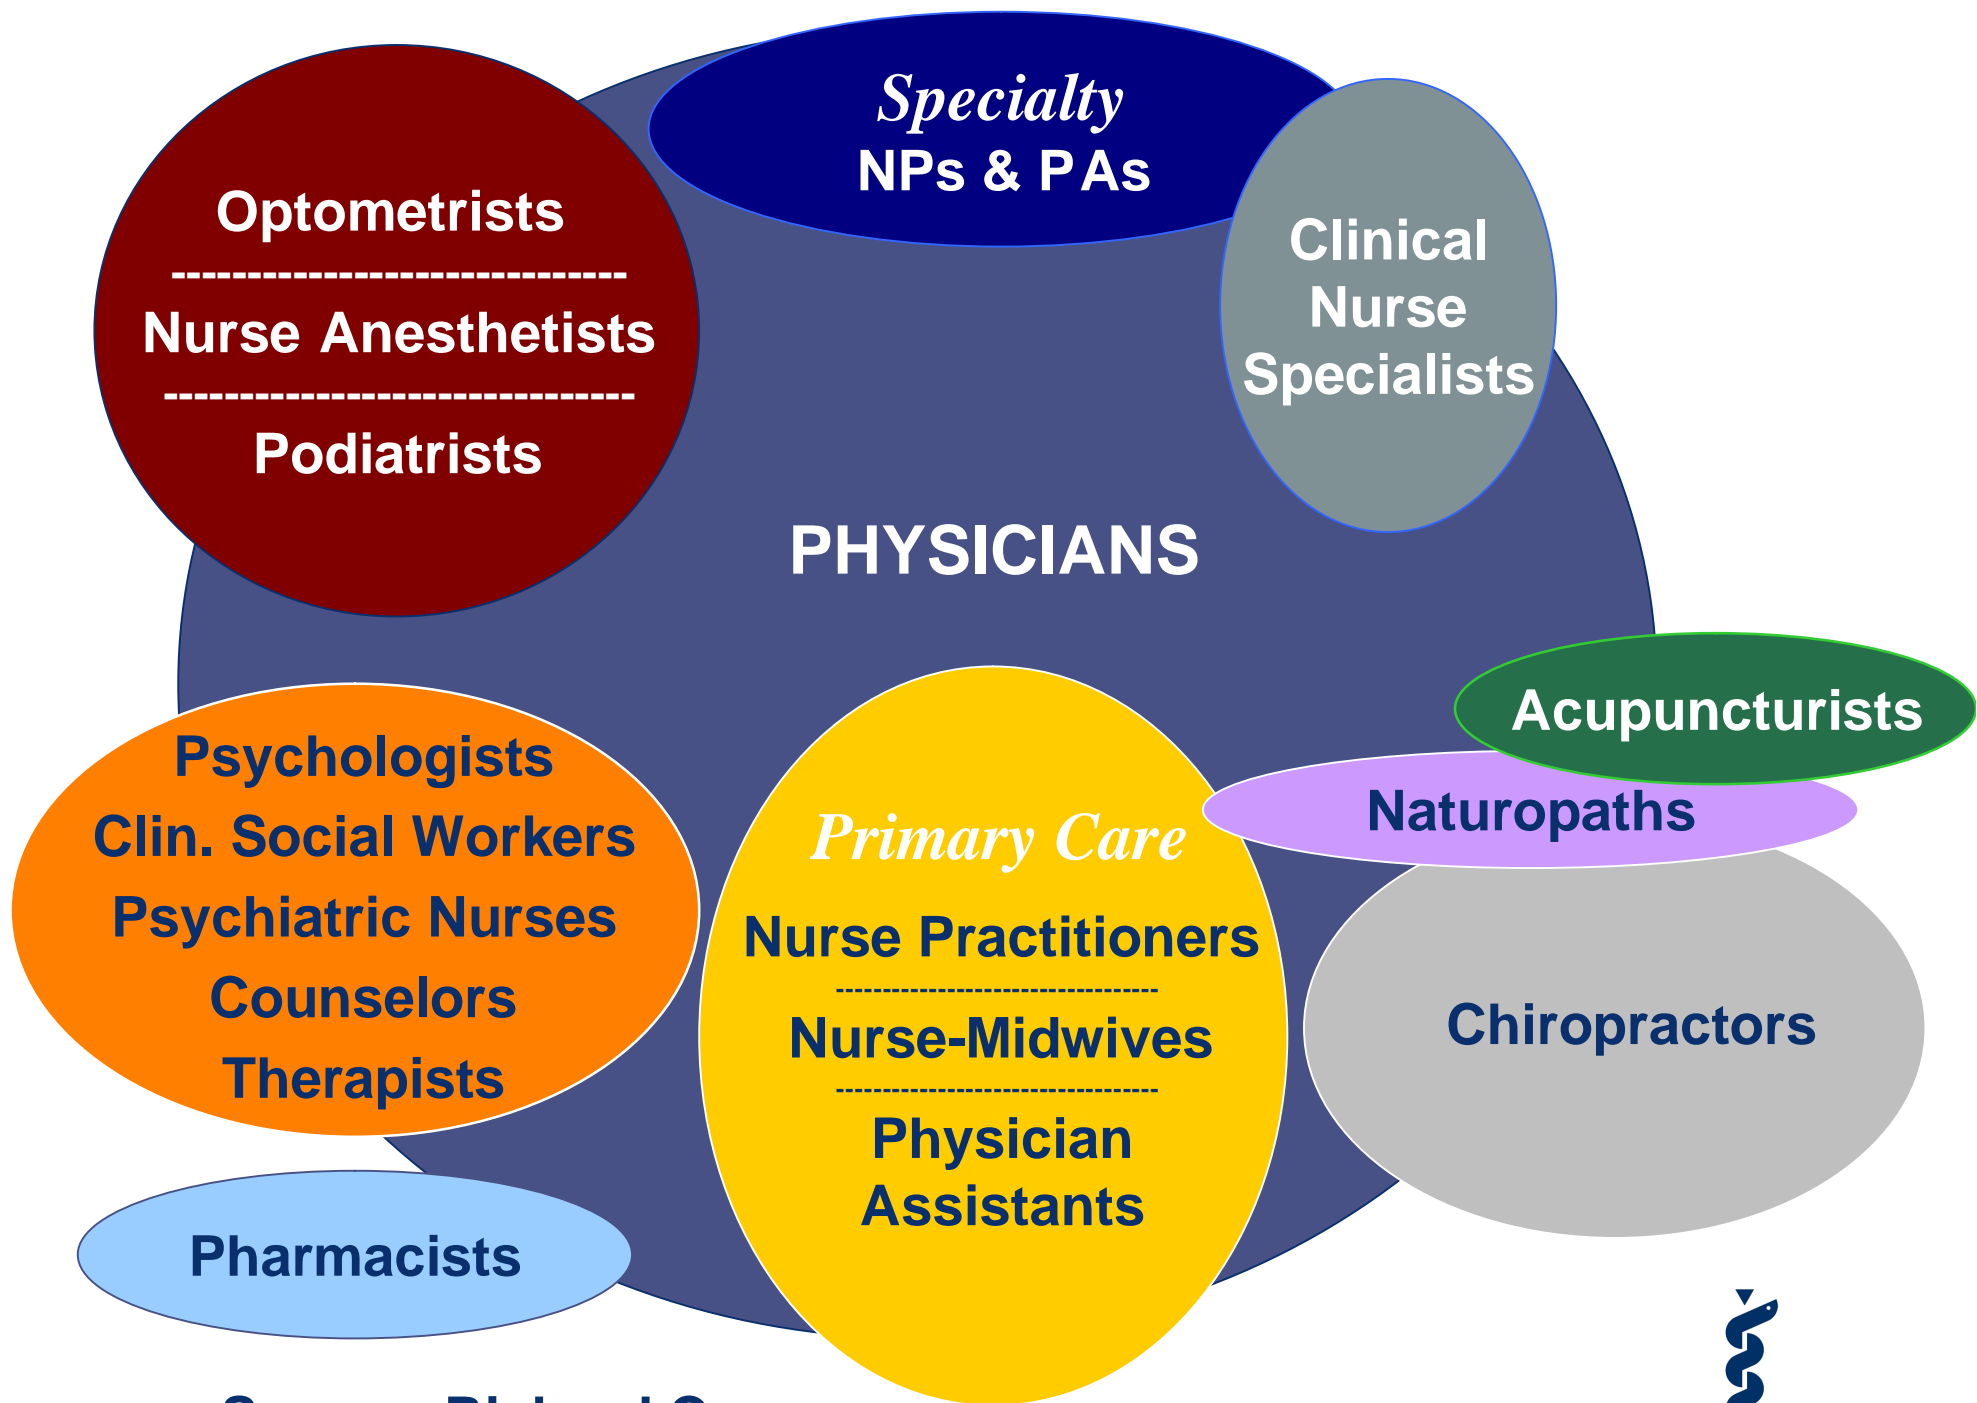 Specialty
NPs & PAs
Optometrists
------------------------------
Nurse Anesthetists
-------------------------------
Podiatrists
Clinical
Nurse
Specialists
PHYSICIANS
Acupuncturists
Naturopaths
Chiropractors
Psychologists
Clin. Social Workers
Psychiatric Nurses
Counselors
Therapists
Primary Care
Nurse Practitioners
-----------------------------------
Nurse-Midwives
-----------------------------------
Physician
Assistants
Pharmacists